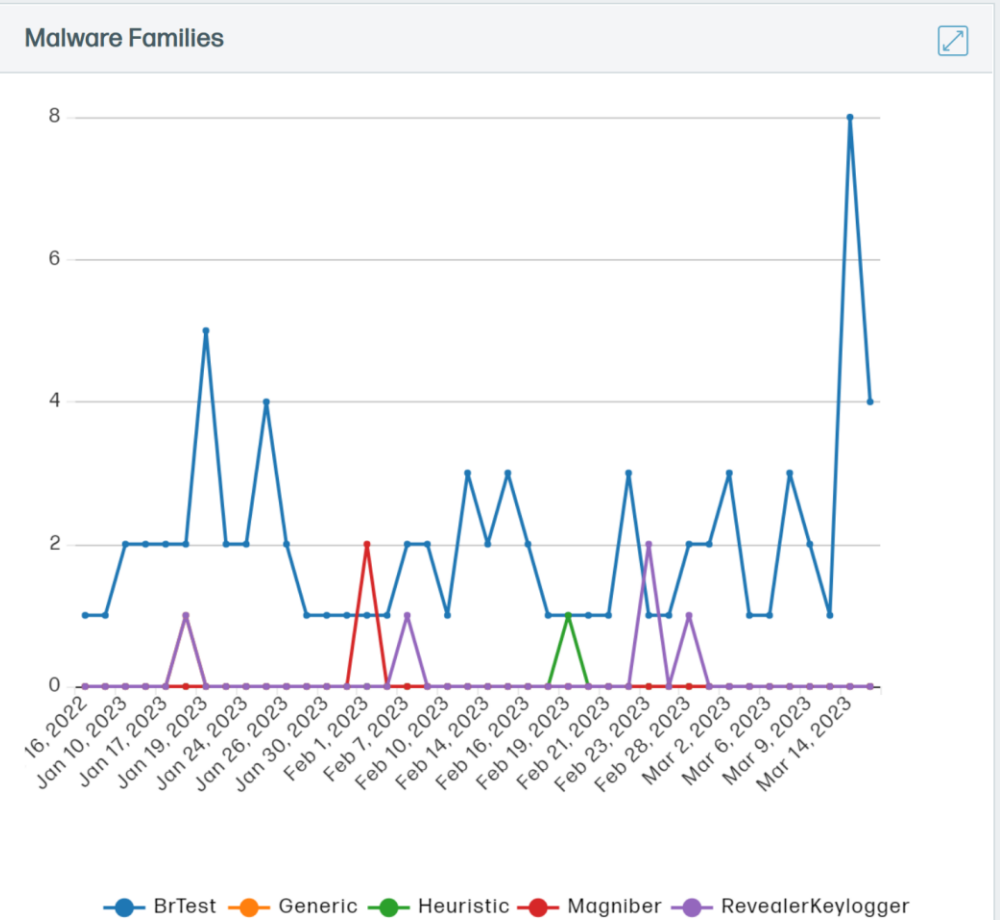 Malware Families
8
6
4
2
0
16, 2022
Jan 10, 2023
Jan 17, 2023
Jan 19, 2023
Jan 24, 2023
Jan 26, 2023
Jan 30, 2023
Feb 1, 2023
Feb 7, 2023
Feb 10, 2023
Feb 14, 2023
Feb 16, 2023
Feb 19, 2023
Feb 21, 2023
Feb 23, 2023
Feb 28, 2023
Mar 2, 2023
Mar 6, 2023
Mar 9, 2023
Mar 14, 2023
BrTest Generic Heuristic Magniber RevealerKeylogger